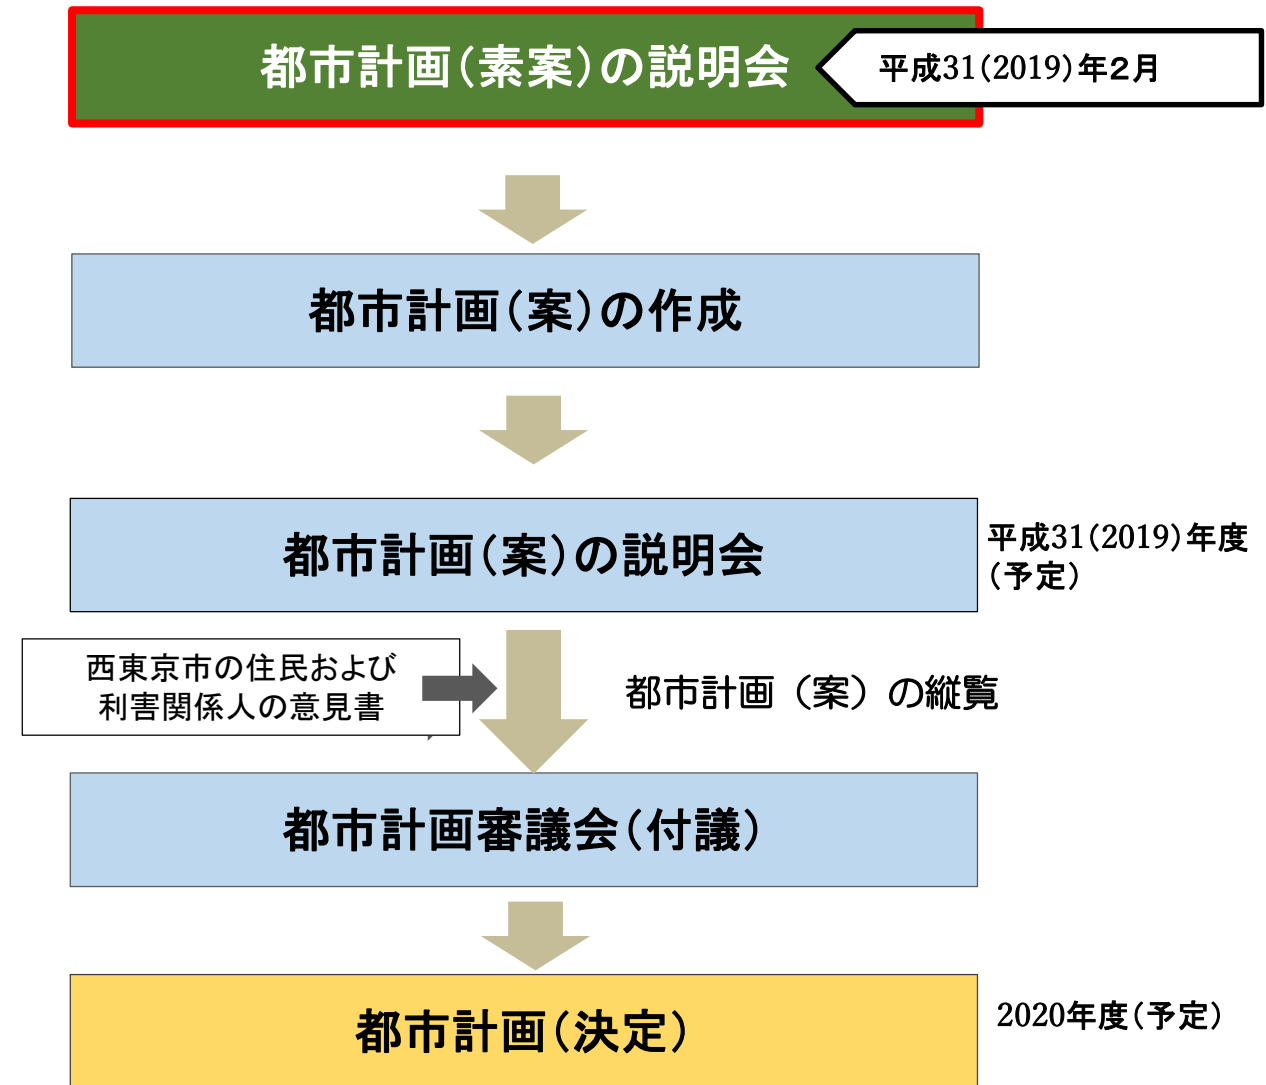 都市計画(素案)の説明会
平成31(2019)年２月
都市計画(案)の作成
都市計画(案)の説明会
平成31(2019)年度
(予定)
西東京市の住民および
利害関係人の意見書
都市計画（案）の縦覧
都市計画審議会(付議)
都市計画(決定)
2020年度(予定)